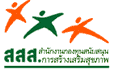 สสส. สำนักงานกองทุนสนับสนุน
การสร้างเสริมสุขภาพ